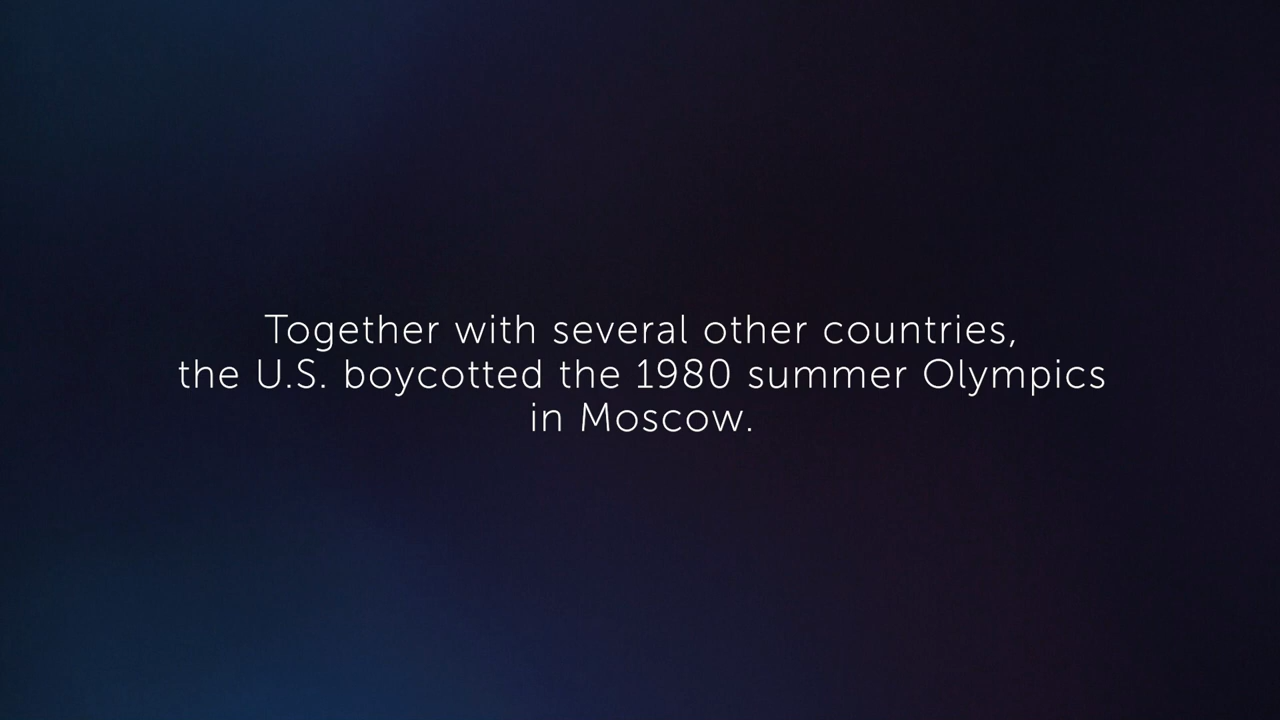 Together with several other countries,
the U.S. boycotted the 1980 summer Olympics
in Moscow.